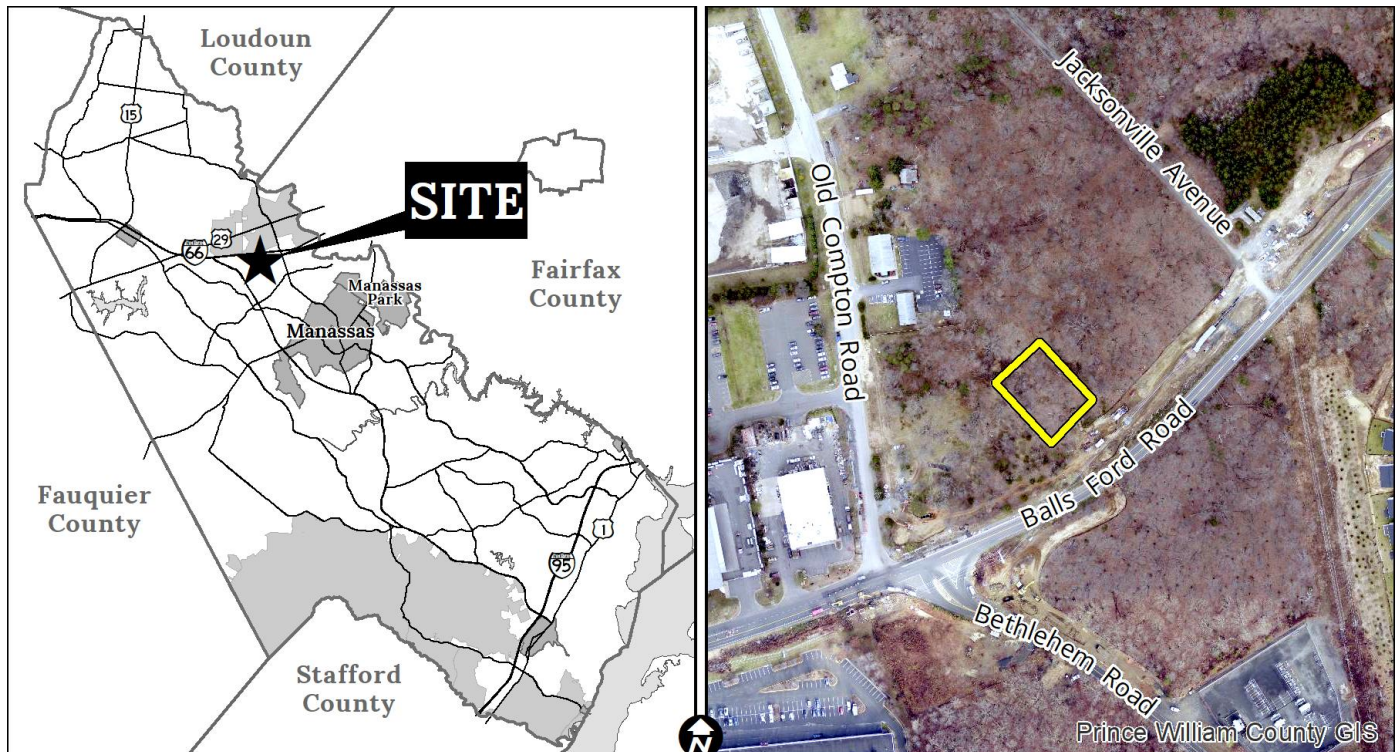 Loudoun
County
15
SITE
29
66
Fairfax
County
Manassas
Park
Manassas
Fauquier
County
1
95
Stafford
County
N
Jacksonville Avenue
Old Compton Road
Balls Ford Road
Bethlehem Road
Prince William County GIS